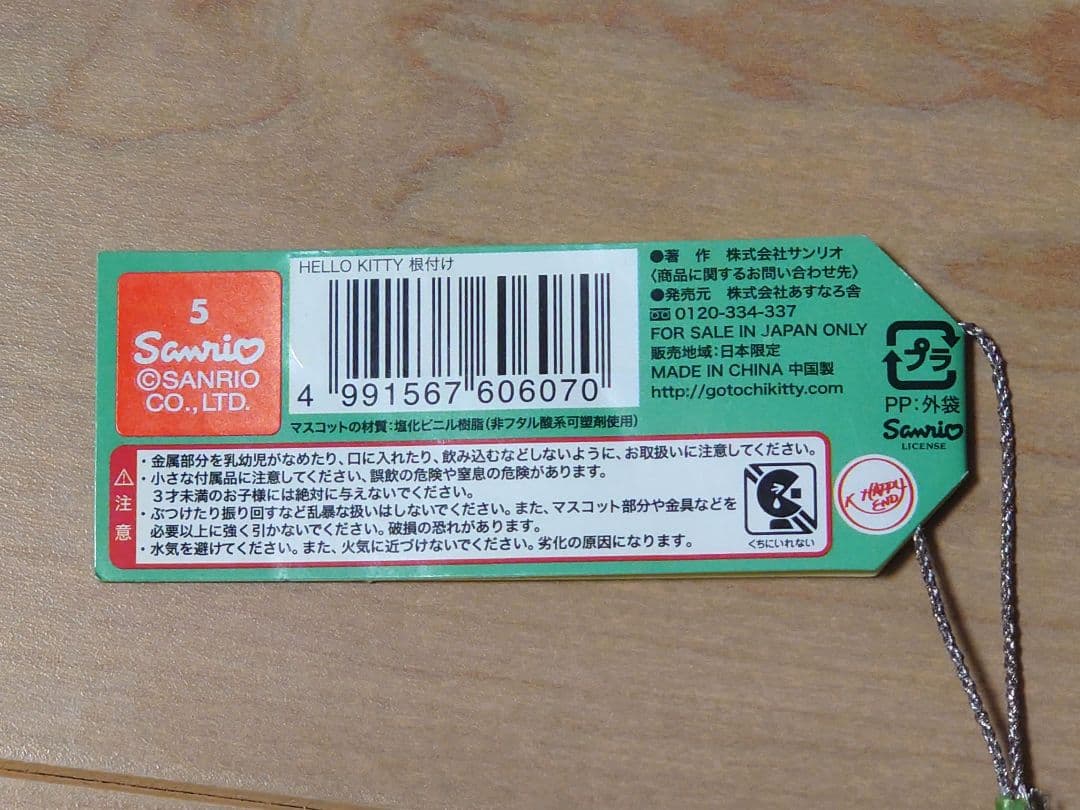 5
Sanrio
©SANRIO
CO.,LTD.
HELLO KITTY 根付け
4 991567 606070
マスコットの材質:塩化ビニル樹脂(非フタル酸系可塑剤使用)
●著 作 株式会社サンリオ
〈商品に関するお問い合わせ先〉
●発売元 株式会社あすなろ舎
0120-334-337
FOR SALE IN JAPAN ONLY
販売地域:日本限定
MADE IN CHINA 中国製
http://gotochikitty.com
プラ
PP:外袋
Sanrio
LICENSE
⚠注意
・金属部分を乳幼児がなめたり、口に入れたり、飲み込むなどしないように、お取扱いに注意してください。
・小さな付属品に注意してください、誤飲の危険や窒息の危険があります。
3才未満のお子様には絶対に与えないでください。
・ぶつけたり振り回すなど乱暴な扱いはしないでください。また、マスコット部分や金具などを
必要以上に強く引かないでください。破損の恐れがあります。
・水気を避けてください。また、火気に近づけないでください。劣化の原因になります。
くちにいれない
K HAPPY
END